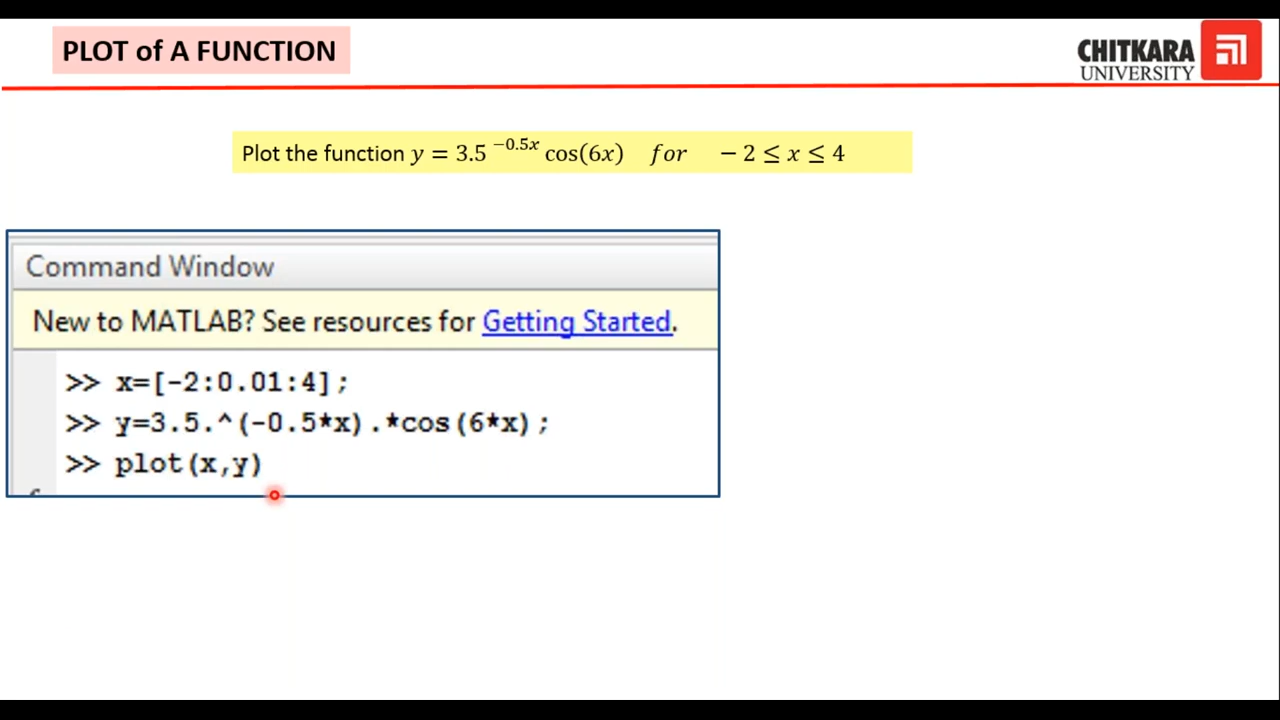 PLOT of A FUNCTION
CHITKARA
UNIVERSITY
Plot the function y = 3.5 ^{-0.5x} cos(6x) for − 2 ≤ x ≤ 4
Command Window
New to MATLAB? See resources for Getting Started.
>> x=[-2:0.01:4];
>> y=3.5.^(-0.5*x).*cos(6*x);
>> plot(x,y)